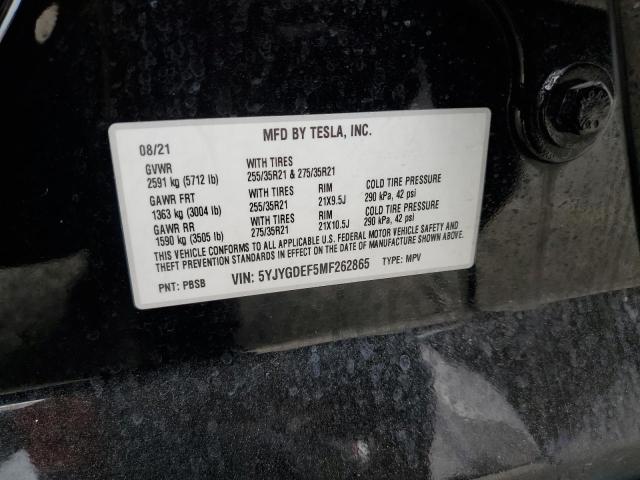 MFD BY TESLA, INC.
08/21
GVWR WITH TIRES
2591 kg (5712 lb) 255/35R21 & 275/35R21
GAWR FRT WITH TIRES RIM COLD TIRE PRESSURE
1363 kg (3004 lb) 255/35R21 21X9.5J 290 kPa, 42 psi
GAWR RR WITH TIRES RIM COLD TIRE PRESSURE
1590 kg (3505 lb) 275/35R21 21X10.5J 290 kPa, 42 psi
THIS VEHICLE CONFORMS TO ALL APPLICABLE U.S. FEDERAL MOTOR VEHICLE SAFETY AND
THEFT PREVENTION STANDARDS IN EFFECT ON THE DATE OF MANUFACTURE SHOWN ABOVE.
PNT: PBSB VIN: 5YJYGDEF5MF262865 TYPE: MPV